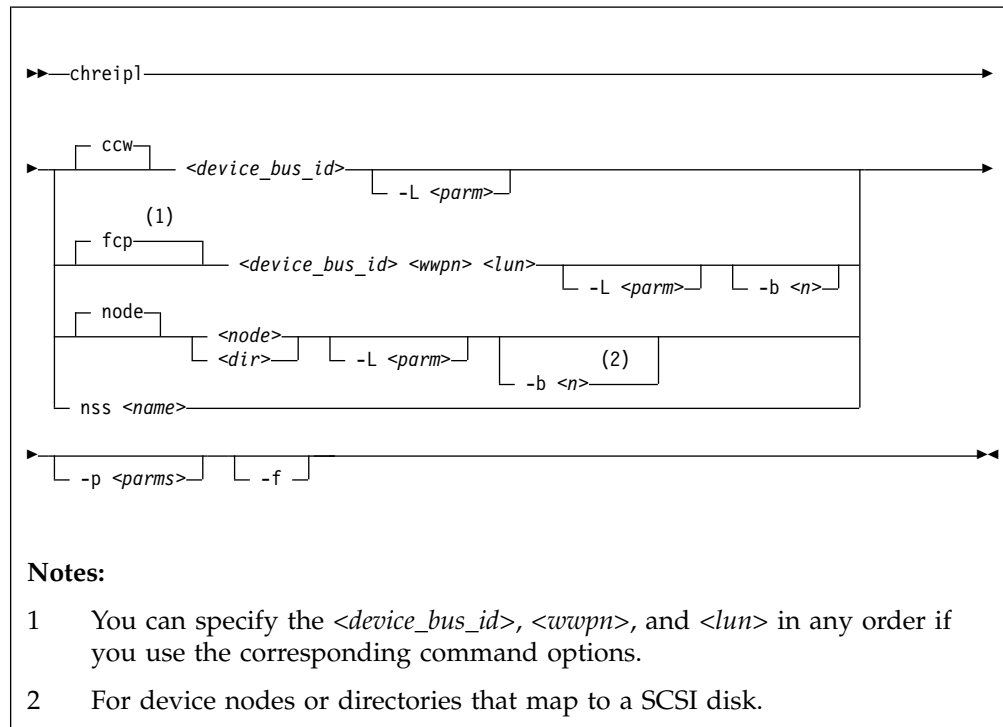 chreipl
ccw
<device_bus_id>
-L <parm>
(1)
fcp
<device_bus_id> <wwpn> <lun>
-L <parm> -b <n>
node
<node>
<dir> -L <parm> (2)
-b <n>
nss <name>
-p <parms> -f
Notes:
1 You can specify the <device_bus_id>, <wwpn>, and <lun> in any order if
you use the corresponding command options.
2 For device nodes or directories that map to a SCSI disk.